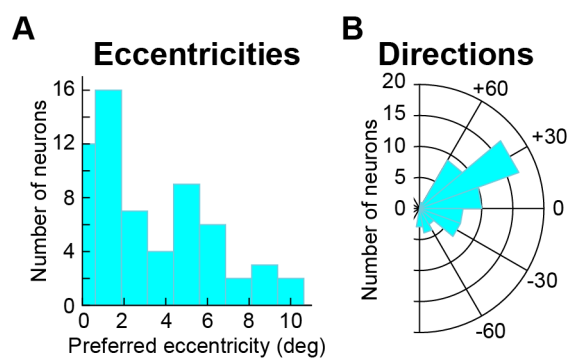 A
Eccentricities
Number of neurons
16
12
8
4
0
0 2 4 6 8 10
Preferred eccentricity (deg)
B
Directions
Number of neurons
20
15
10
5
0
+60
+30
0
-30
-60